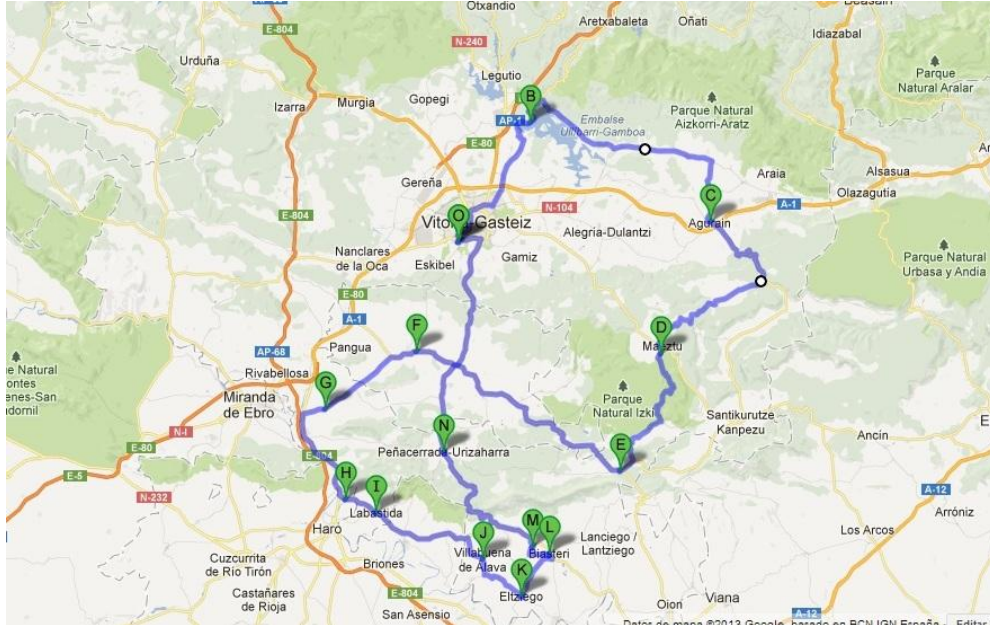 Otxandio
Beasain
E-804
Aretxabaleta
Oñati
Idiazabal
N-240
Urduña
Legutio
Parque
Natural Aralar
Izarra
Murgia
Gopegi
B
Parque Natural
Aizkorri-Aratz
AP-1
Embalse
Ullibarri-Gamboa
E-80
Araia
Alsasua
Gereña
C
Olazagutia
E-804
O
N-104
A-1
Vitoria-Gasteiz
Agurain
Alegria-Dulantzi
Nanclares
de la Oca
Eskibel
Gamiz
Parque Natural
Urbasa y Andia
E-80
A-1
F
D
Pangua
Maeztu
AP-68
Rivabellosa
G
Miranda
de Ebro
Parque
Natural Izki
Santikurutze
Kanpezu
N-I
N
Ancín
E-80
Peñacerrada-Urizaharra
E
E-5
E-804
H
I
A-12
N-232
Labastida
Arróniz
Haro
M
L
Los Arcos
J
Lanciego /
Lantziego
Villabuena
de Álava
Biasteri
Cuzcurrita
de Río Tirón
Briones
K
Castañares
de Rioja
E-804
Eltziego
Oion
Viana
San Asensio
A-12
Datos de mapa ©2013 Google, basado en BCN IGN España - Editar